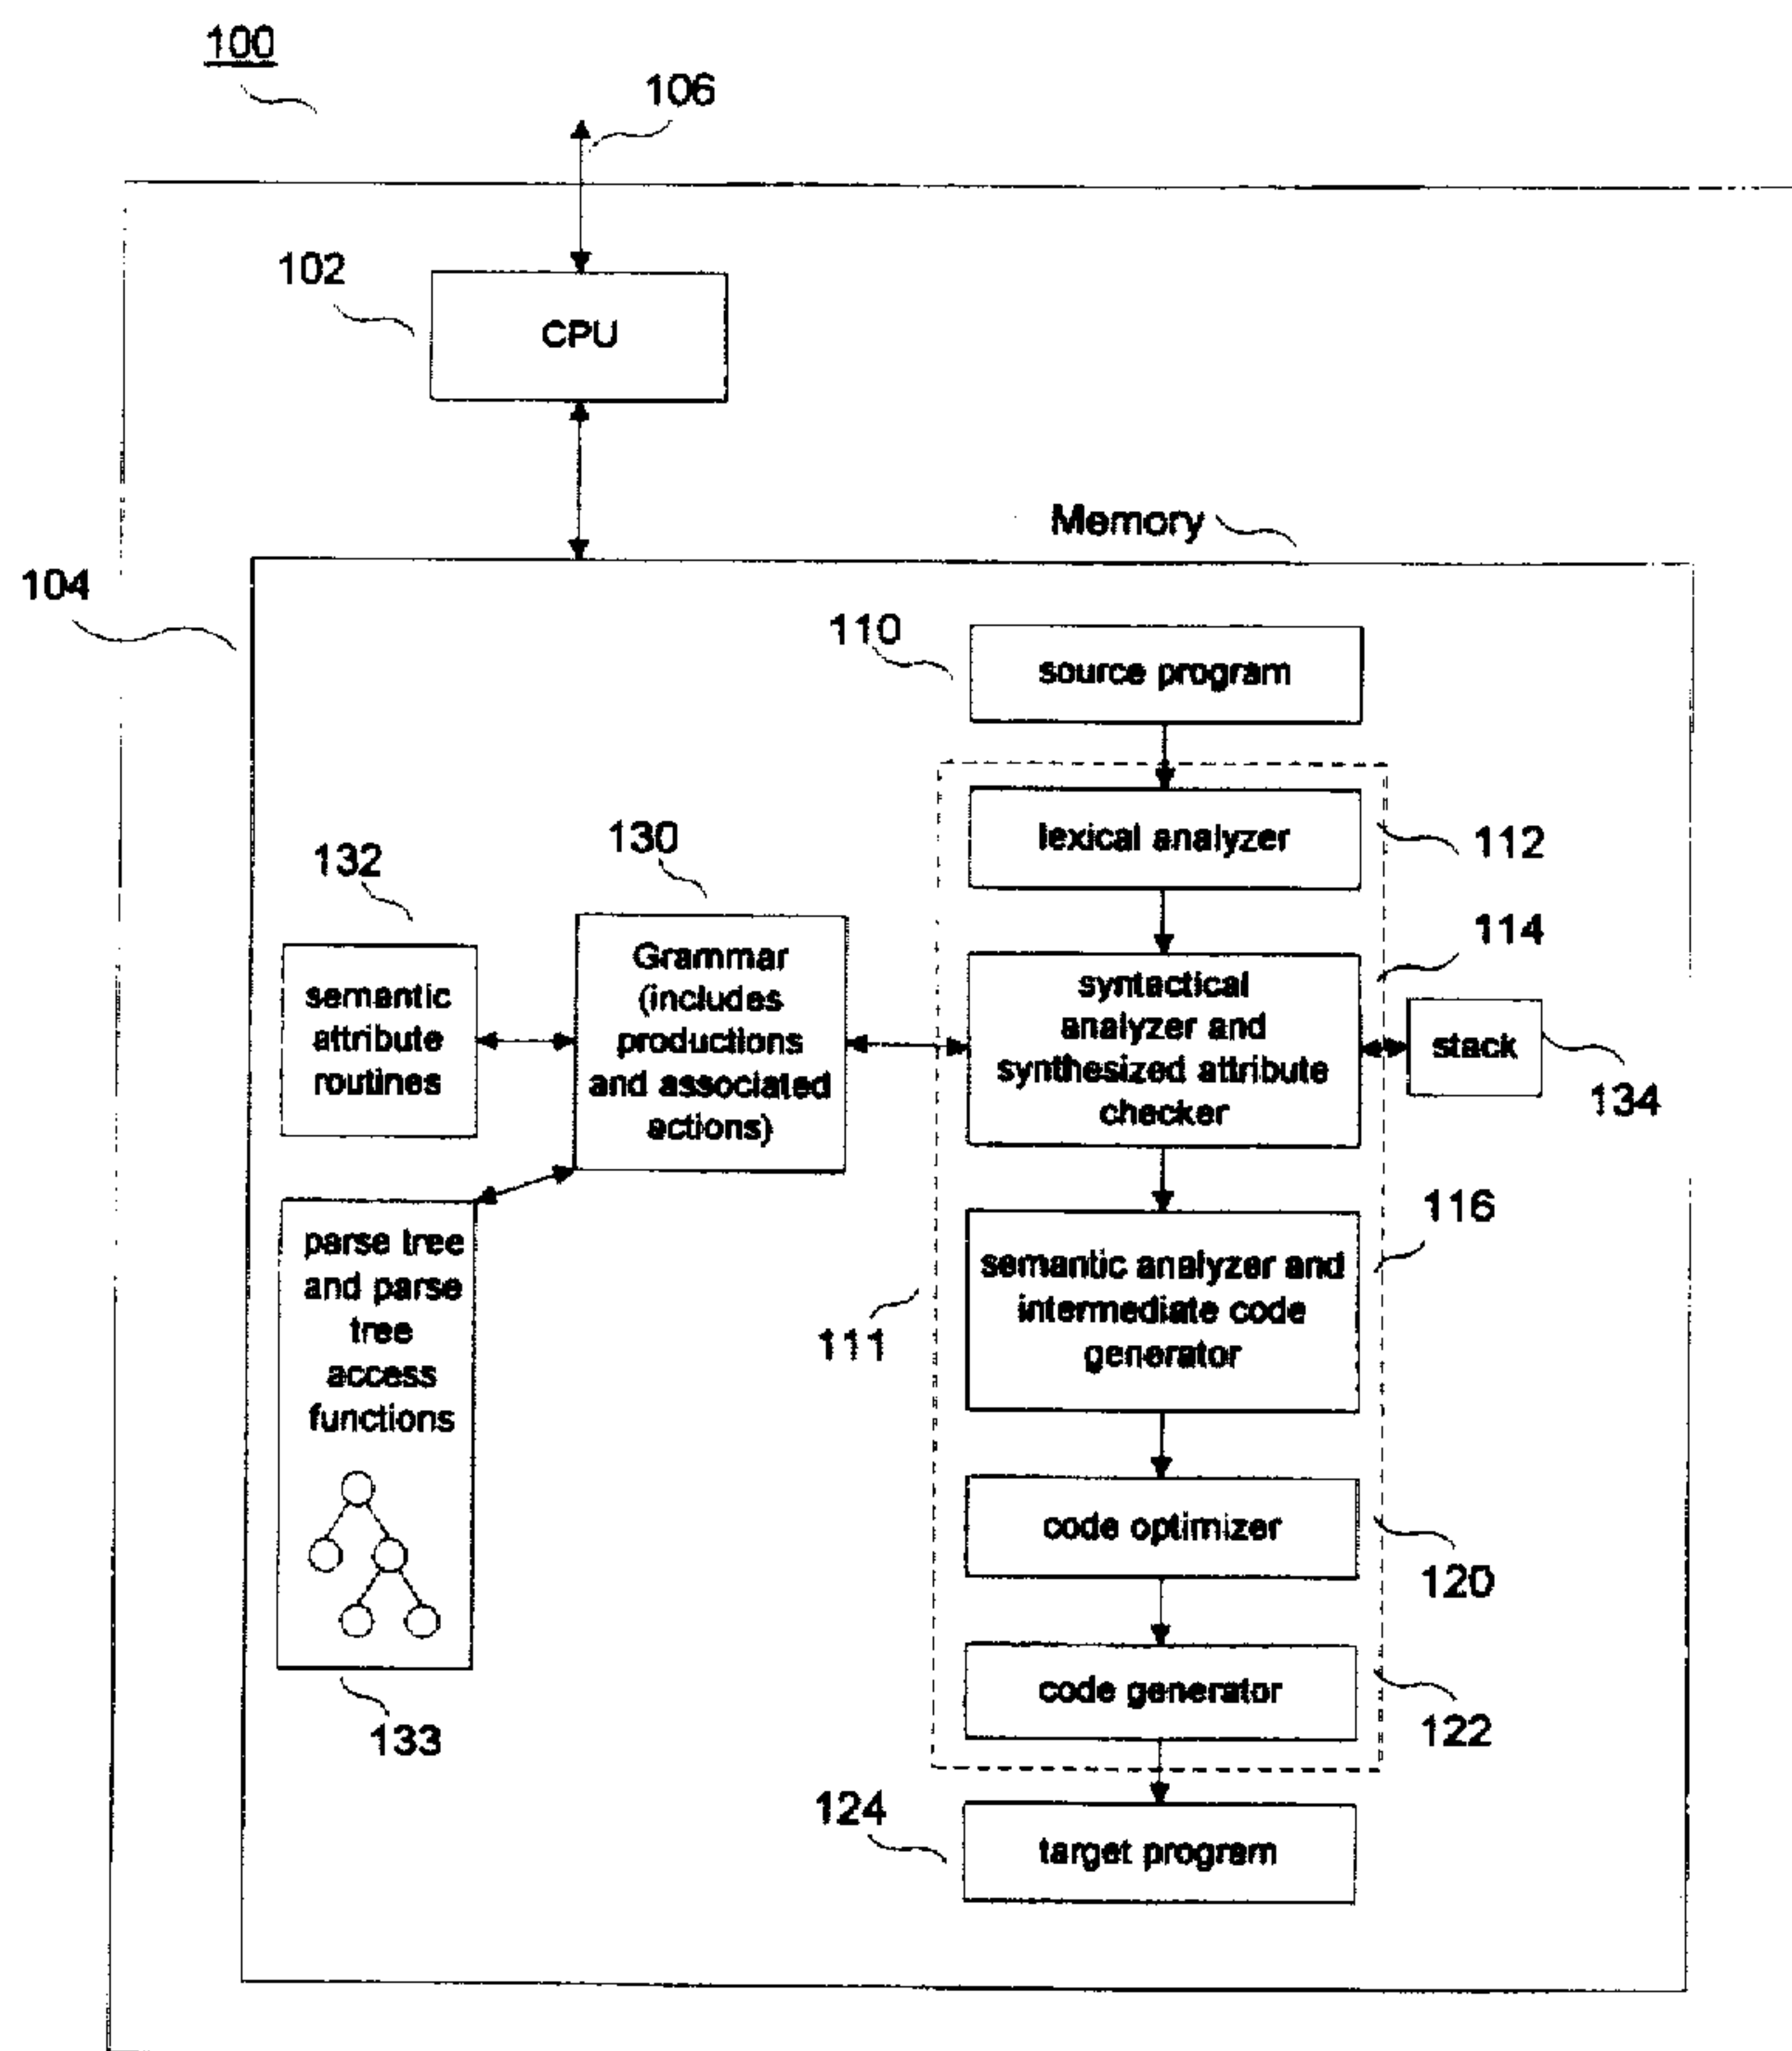 100
106
102
CPU
Memory
104
110
source program
lexical analyzer
112
130
132
114
Grammar
(includes
productions
and associated
actions)
semantic
attribute
routines
syntactical
analyzer and
synthesized attribute
checker
stack
134
116
parse tree
and parse
tree
access
functions
semantic analyzer and
intermediate code
generator
111
code optimizer
120
code generator
122
133
124
target program